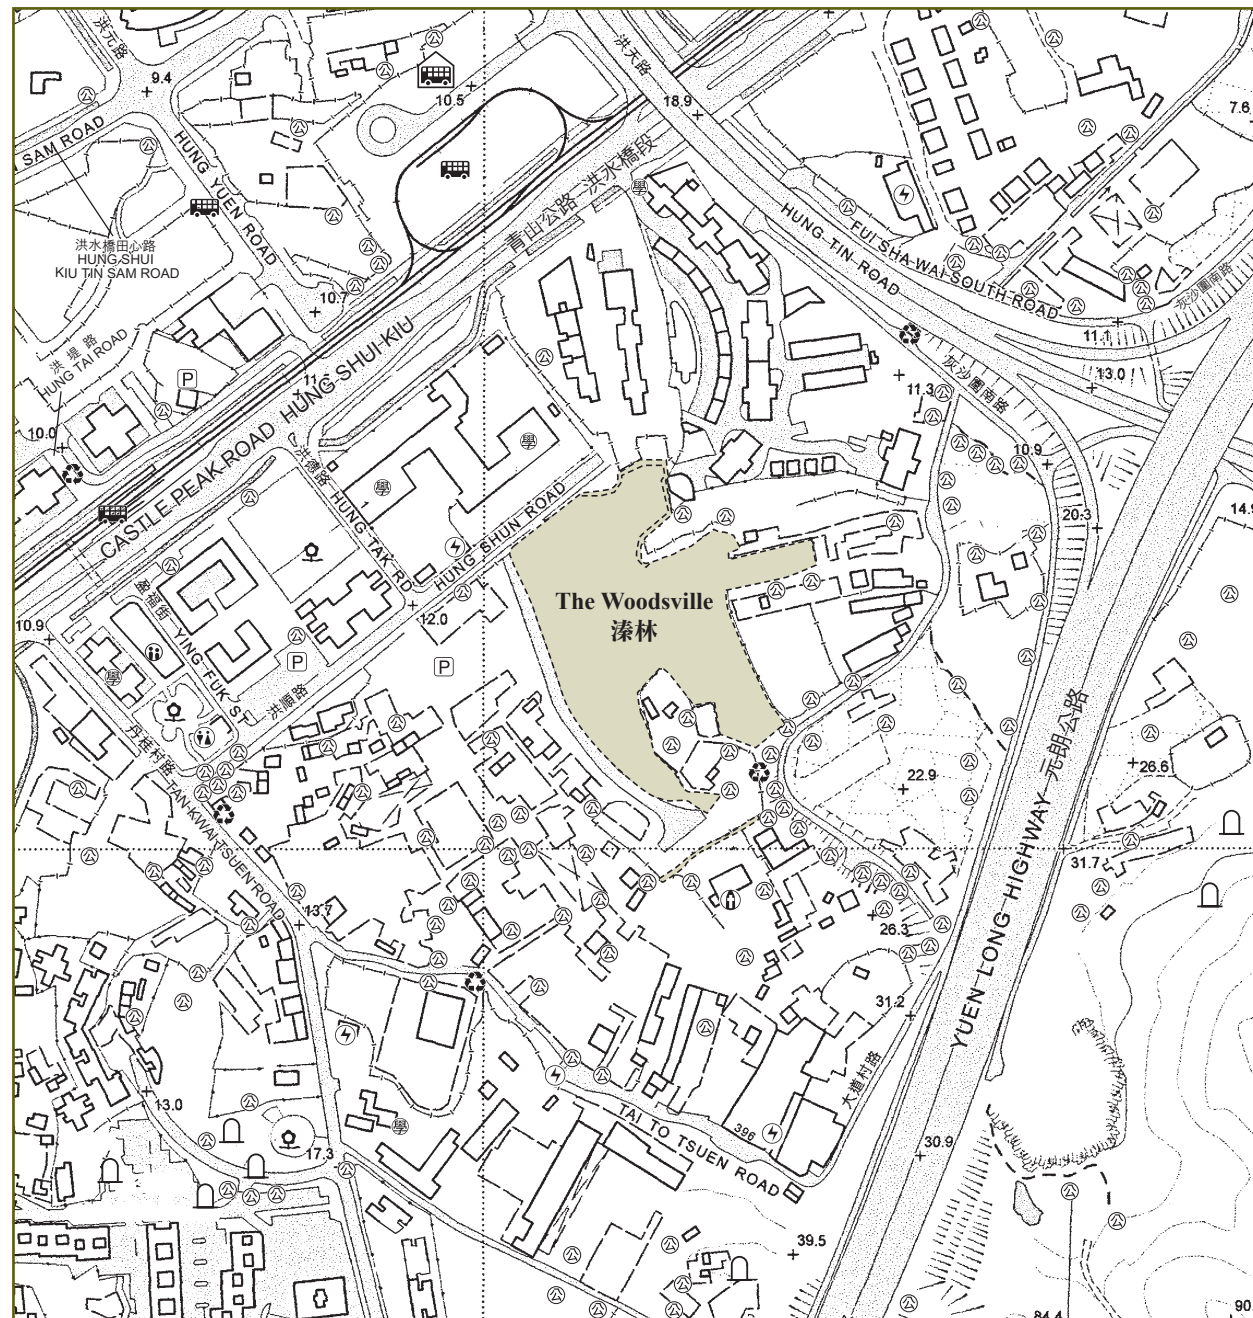 洪元路
9.4
洪天路
10.5
18.9
7.6
SAM ROAD
HUNG YUEN ROAD
青山公路 洪水橋段
學
洪水橋田心路
HUNG SHUI
KIU TIN SAM ROAD
HUNG TIN ROAD
FUI SHA WAI SOUTH ROAD
灰沙圍南路
10.7
11.1
洪堤路
HUNG TAI ROAD
P
13.0
11.3
灰沙圍南路
CASTLE PEAK ROAD HUNG SHUI KIU
10.0
10.9
學
學
洪德路 HUNG TAK RD
HUNG SHUN ROAD
14.9
20.3
The Woodsville
溱林
12.0
10.9
盈福街 YING FUK ST
洪順路
P
P
學
丹桂村路
TAN KWAI TSUEN ROAD
22.9
26.6
YUEN LONG HIGHWAY 元朗公路
31.7
13.7
26.3
31.2
大道村路
13.0
學
17.3
TAI TO TSUEN ROAD
396
30.9
39.5
84.4
90